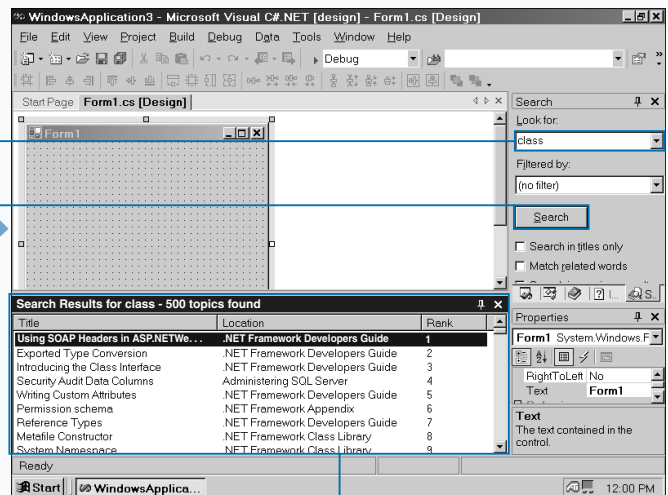 WindowsApplication3 - Microsoft Visual C#.NET [design] - Form1.cs [Design]
File Edit View Project Build Debug Data Tools Window Help
Debug
Start Page Form1.cs [Design]
Form1
Search
Look for:
class
Filtered by:
(no filter)
Search
Search in titles only
Match related words
I...
S..
Search Results for class - 500 topics found
Title Location Rank
Using SOAP Headers in ASP.NETWe... .NET Framework Developers Guide 1
Exported Type Conversion .NET Framework Developers Guide 2
Introducing the Class Interface .NET Framework Developers Guide 3
Security Audit Data Columns Administering SQL Server 4
Writing Custom Attributes .NET Framework Developers Guide 5
Permission schema .NET Framework Appendix 6
Reference Types .NET Framework Developers Guide 7
Metafile Constructor .NET Framework Class Library 8
System Namespace .NET Framework Class Library 9
Properties
Form1 System.Windows.F
RightToLeft No
Text Form1
Text
The text contained in the
control.
Ready
Start WindowsApplica... 12:00 PM